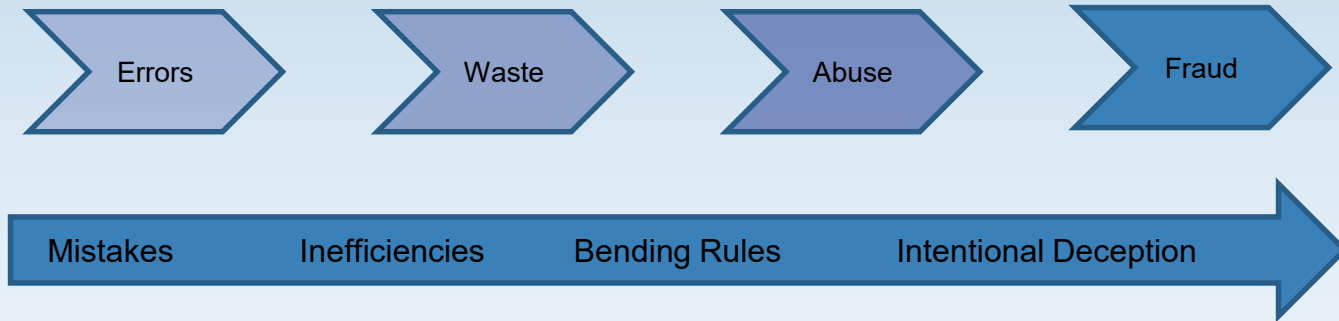 Errors Waste Abuse Fraud
Mistakes Inefficiencies Bending Rules Intentional Deception